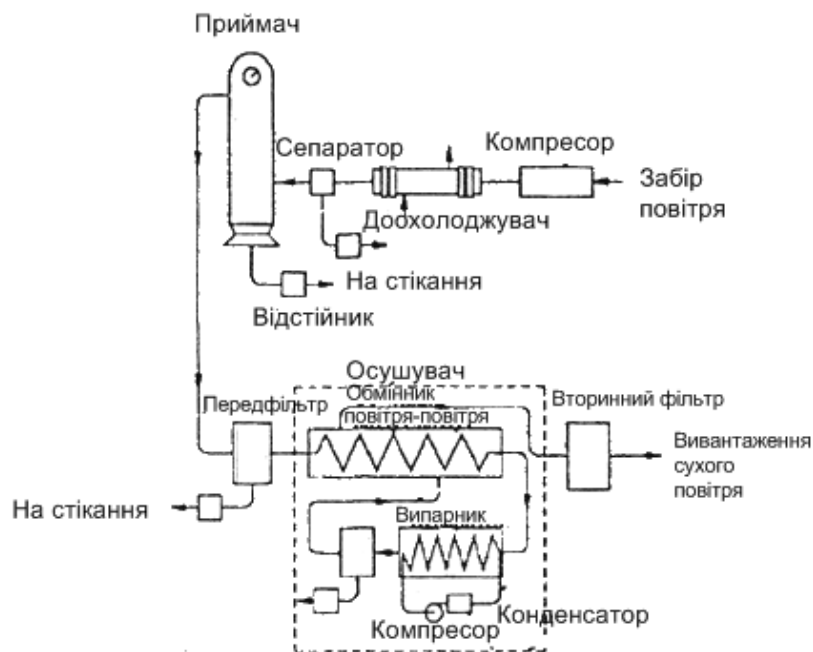 Приймач
Сепаратор
Компресор
Забір
повітря
Доохолоджувач
На стікання
Відстійник
Осушувач
Передфільтр
Обмінник
повітря-повітря
Вторинний фільтр
Вивантаження
сухого
повітря
На стікання
Випарник
Конденсатор
Компресор